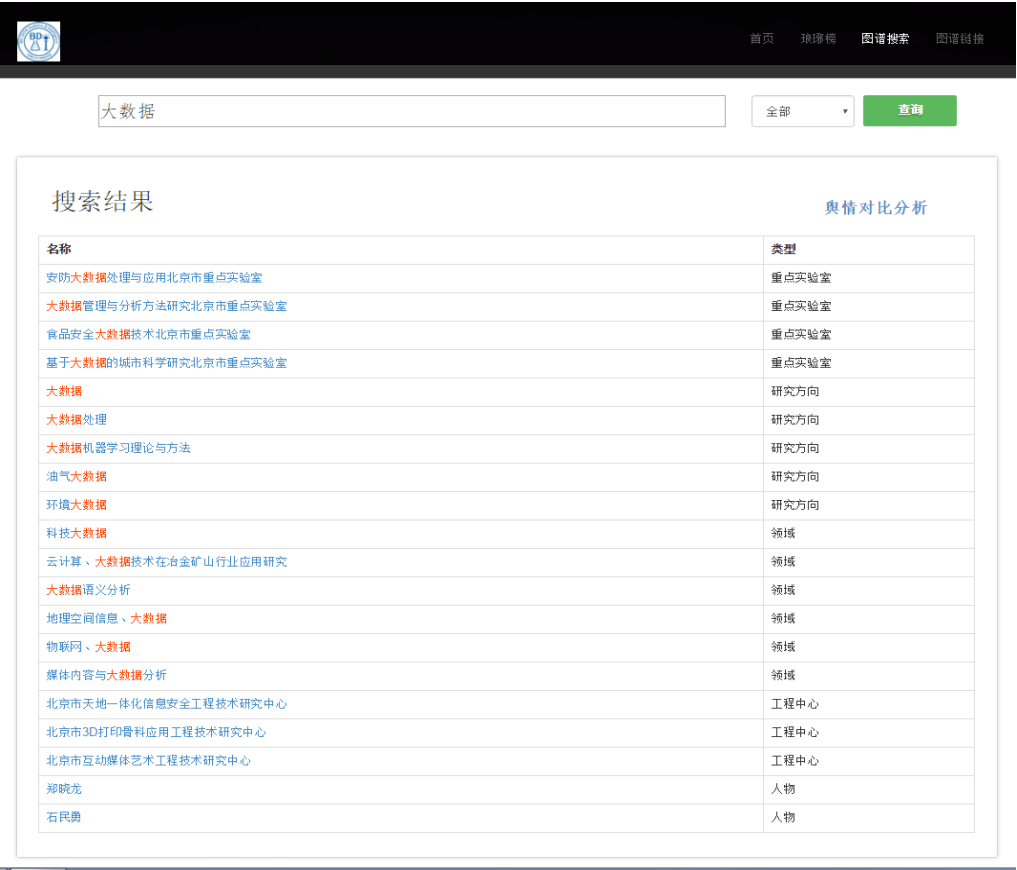 BD
首页 琅琊榜 图谱搜索 图谱链接
大数据 全部 查询
搜索结果
舆情对比分析
名称 类型
安防大数据处理与应用北京市重点实验室 重点实验室
大数据管理与分析方法研究北京市重点实验室 重点实验室
食品安全大数据技术北京市重点实验室 重点实验室
基于大数据的城市科学研究北京市重点实验室 重点实验室
大数据 研究方向
大数据处理 研究方向
大数据机器学习理论与方法 研究方向
油气大数据 研究方向
环境大数据 研究方向
科技大数据 领域
云计算、大数据技术在冶金矿山行业应用研究 领域
大数据语义分析 领域
地理空间信息、大数据 领域
物联网、大数据 领域
媒体内容与大数据分析 领域
北京市天地一体化信息安全工程技术研究中心 工程中心
北京市3D打印骨科应用工程技术研究中心 工程中心
北京市互动媒体艺术工程技术研究中心 工程中心
郑晓龙 人物
石民勇 人物